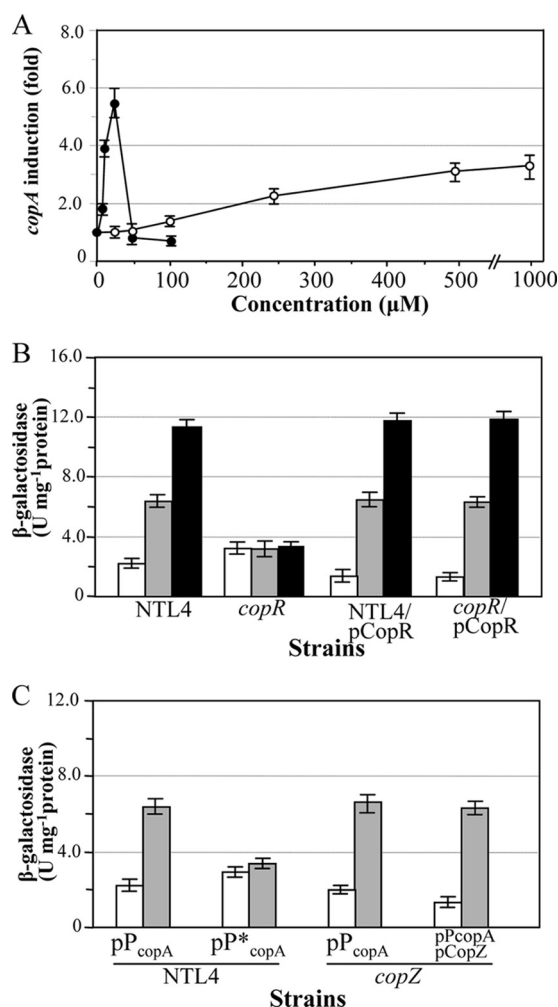 A
copA induction (fold)
8.0
6.0
4.0
2.0
0
0 100 200 300 400 500 1000
Concentration (µM)
B
β-galactosidase
(U mg-1protein)
16.0
12.0
8.0
4.0
0
NTL4 copR NTL4/ copR/
pCopR pCopR
Strains
C
β-galactosidase
(U mg-1protein)
12.0
8.0
4.0
0
pPcopA pP*copA pPcopA pPcopA
pCopZ
NTL4 copZ
Strains